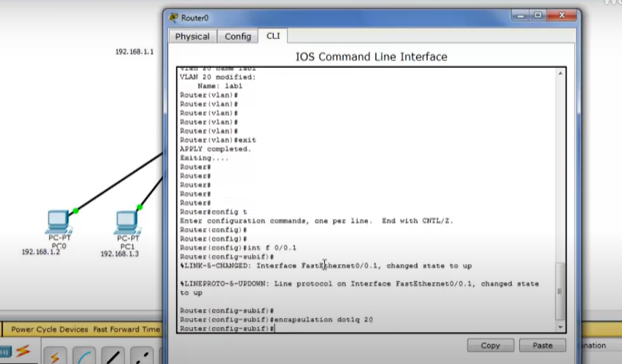 Router0
Physical Config CLI
IOS Command Line Interface
192.168.1.1
VLAN 20 name lab1
VLAN 20 modified:
Name: lab1
Router(vlan)#
Router(vlan)#
Router(vlan)#
Router(vlan)#
Router(vlan)#exit
APPLY completed.
Exiting....
Router#
Router#
Router#
Router#
Router#
Router#config t
Enter configuration commands, one per line. End with CNTL/Z.
Router(config)#
Router(config)#
Router(config)#int f 0/0.1
Router(config-subif)#
%LINK-5-CHANGED: Interface FastEthernet0/0.1, changed state to up
%LINEPROTO-5-UPDOWN: Line protocol on Interface FastEthernet0/0.1, changed state
to up
Router(config-subif)#
Router(config-subif)#encapsulation dot1q 20
Router(config-subif)#
Copy Paste
PC-PT
PC0
192.168.1.2
PC-PT
PC1
192.168.1.3
Power Cycle Devices Fast Forward Time